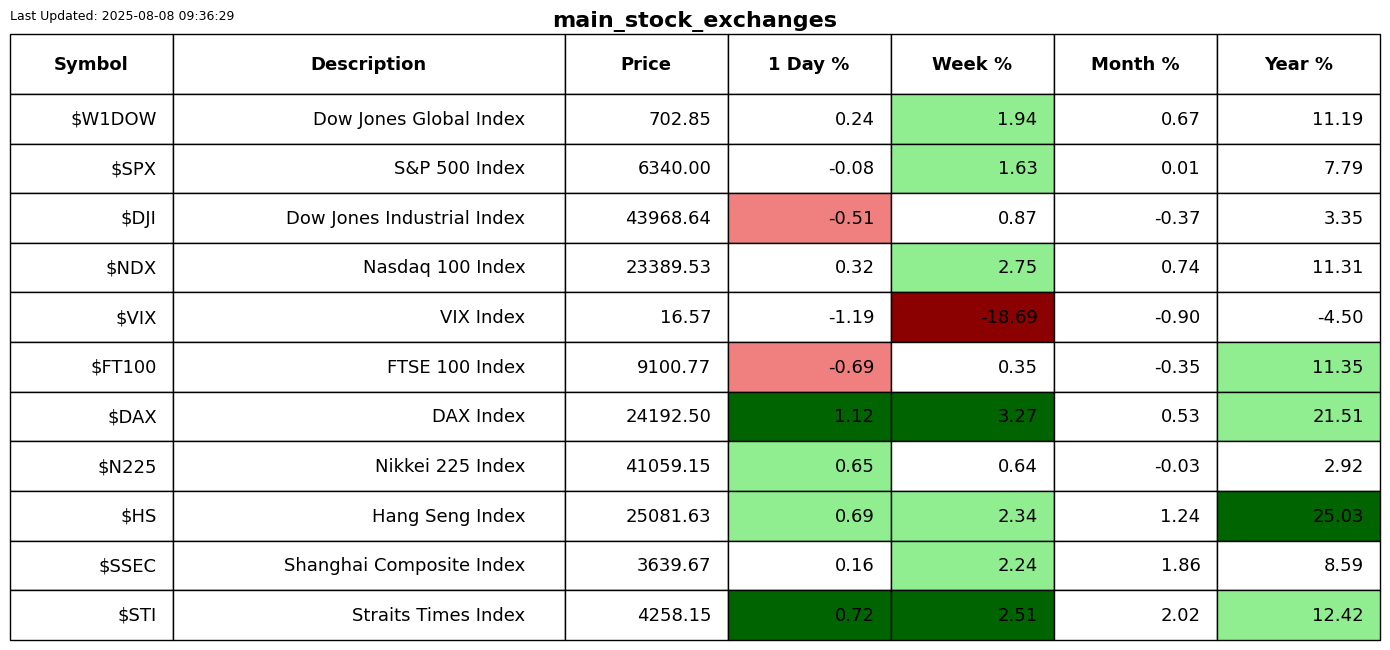 Last Updated: 2025-08-08 09:36:29
main_stock_exchanges
Symbol Description Price 1 Day % Week % Month % Year %
$W1DOW Dow Jones Global Index 702.85 0.24 1.94 0.67 11.19
$SPX S&P 500 Index 6340.00 -0.08 1.63 0.01 7.79
$DJI Dow Jones Industrial Index 43968.64 -0.51 0.87 -0.37 3.35
$NDX Nasdaq 100 Index 23389.53 0.32 2.75 0.74 11.31
$VIX VIX Index 16.57 -1.19 -18.69 -0.90 -4.50
$FT100 FTSE 100 Index 9100.77 -0.69 0.35 -0.35 11.35
$DAX DAX Index 24192.50 1.12 3.27 0.53 21.51
$N225 Nikkei 225 Index 41059.15 0.65 0.64 -0.03 2.92
$HS Hang Seng Index 25081.63 0.69 2.34 1.24 25.03
$SSEC Shanghai Composite Index 3639.67 0.16 2.24 1.86 8.59
$STI Straits Times Index 4258.15 0.72 2.51 2.02 12.42